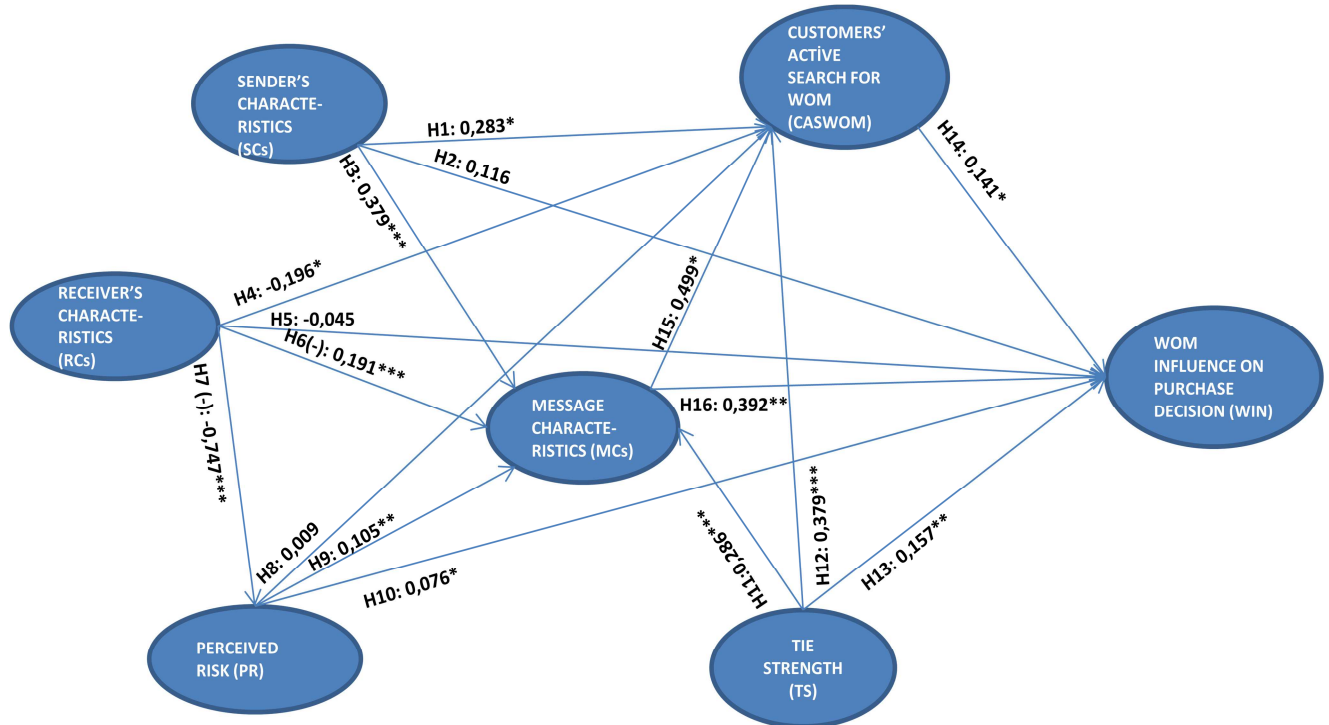 CUSTOMERS'
ACTİVE
SEARCH FOR
WOM
(CASWOM)
SENDER'S
CHARACTE-
RISTICS
(SCs)
H1: 0,283*
H2: 0,116
H3: 0,379***
H14: 0,141*
RECEIVER'S
CHARACTE-
RISTICS
(RCs)
H4: -0,196*
H5: -0,045
H6(-): 0,191***
H7 (-): -0,747****
H15: 0,499*
WOM
INFLUENCE ON
PURCHASE
DECISION (WIN)
MESSAGE
CHARACTE-
RISTICS (MCs)
H16: 0,392**
H8: 0,009
H9: 0,105**
H10: 0,076*
H11:0,286***
H12: 0,379***
H13: 0,157**
PERCEIVED
RISK (PR)
TIE
STRENGTH
(TS)